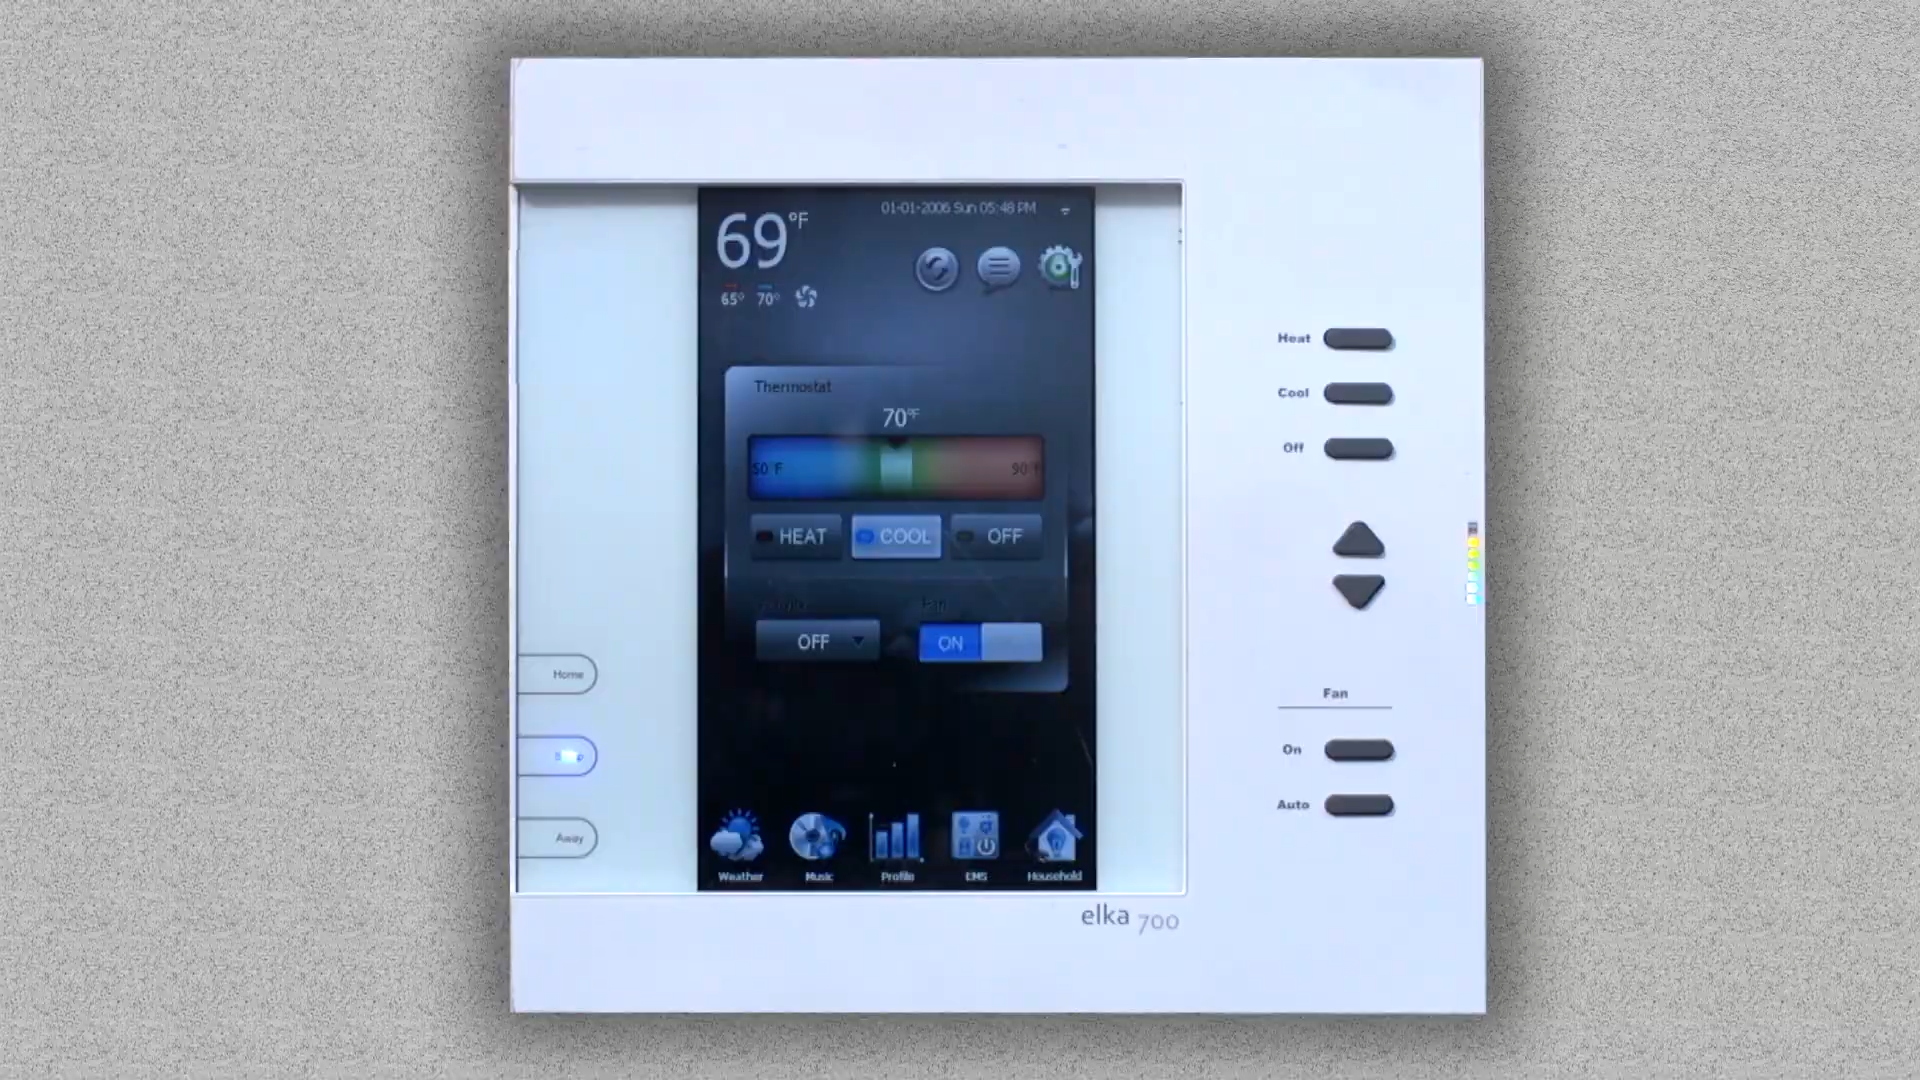 69°F
01-01-2006 Sun 05:48 PM
65° 70°
Thermostat
70°F
50°F 90°F
HEAT COOL OFF
Fan
OFF ON
Weather Music Profile EMS Household
Home
Away
elka 700
Heat
Cool
Off
Fan
On
Auto